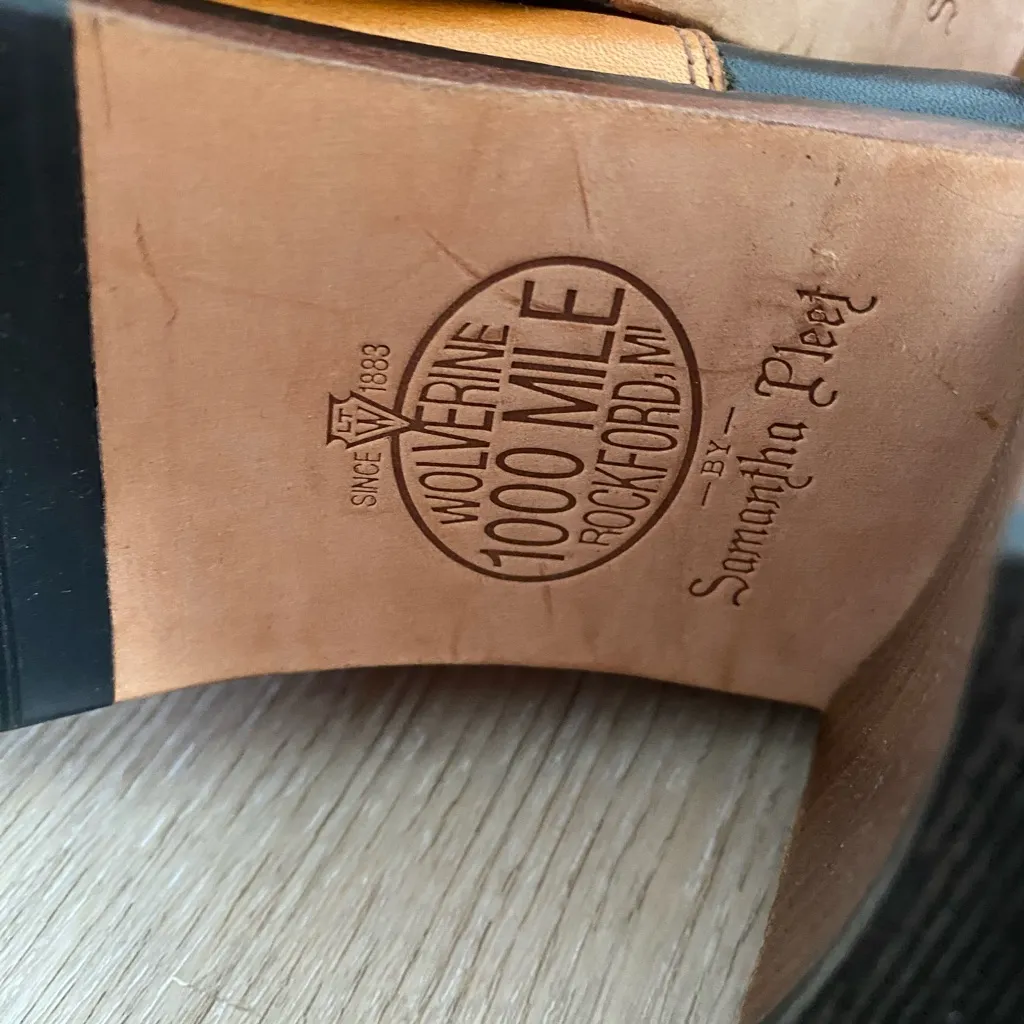 SINCE 1883
LT
W
WOLVERINE
1000 MILE
ROCKFORD, MI
-BY-
Samantha Pleet
S